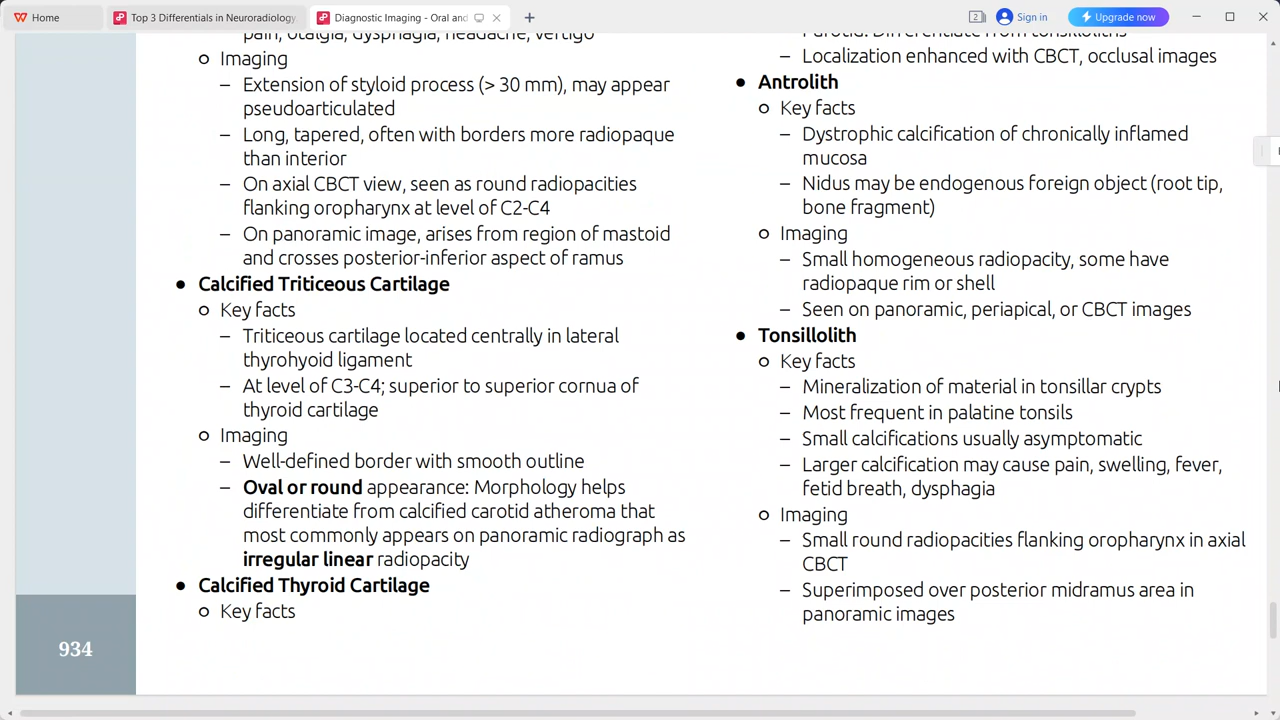 Home
Top 3 Differentials in Neuroradiology.
Diagnostic Imaging - Oral and
2
Sign in
Upgrade now
pain, otalgia, dysphagia, headache, vertigo
o Imaging
– Extension of styloid process (> 30 mm), may appear
pseudoarticulated
– Long, tapered, often with borders more radiopaque
than interior
– On axial CBCT view, seen as round radiopacities
flanking oropharynx at level of C2-C4
– On panoramic image, arises from region of mastoid
and crosses posterior-inferior aspect of ramus
● Calcified Triticeous Cartilage
o Key facts
– Triticeous cartilage located centrally in lateral
thyrohyoid ligament
– At level of C3-C4; superior to superior cornua of
thyroid cartilage
o Imaging
– Well-defined border with smooth outline
– Oval or round appearance: Morphology helps
differentiate from calcified carotid atheroma that
most commonly appears on panoramic radiograph as
irregular linear radiopacity
● Calcified Thyroid Cartilage
o Key facts
934
– Parotid: Differentiate from tonsilloliths
– Localization enhanced with CBCT, occlusal images
● Antrolith
o Key facts
– Dystrophic calcification of chronically inflamed
mucosa
– Nidus may be endogenous foreign object (root tip,
bone fragment)
o Imaging
– Small homogeneous radiopacity, some have
radiopaque rim or shell
– Seen on panoramic, periapical, or CBCT images
● Tonsillolith
o Key facts
– Mineralization of material in tonsillar crypts
– Most frequent in palatine tonsils
– Small calcifications usually asymptomatic
– Larger calcification may cause pain, swelling, fever,
fetid breath, dysphagia
o Imaging
– Small round radiopacities flanking oropharynx in axial
CBCT
– Superimposed over posterior midramus area in
panoramic images